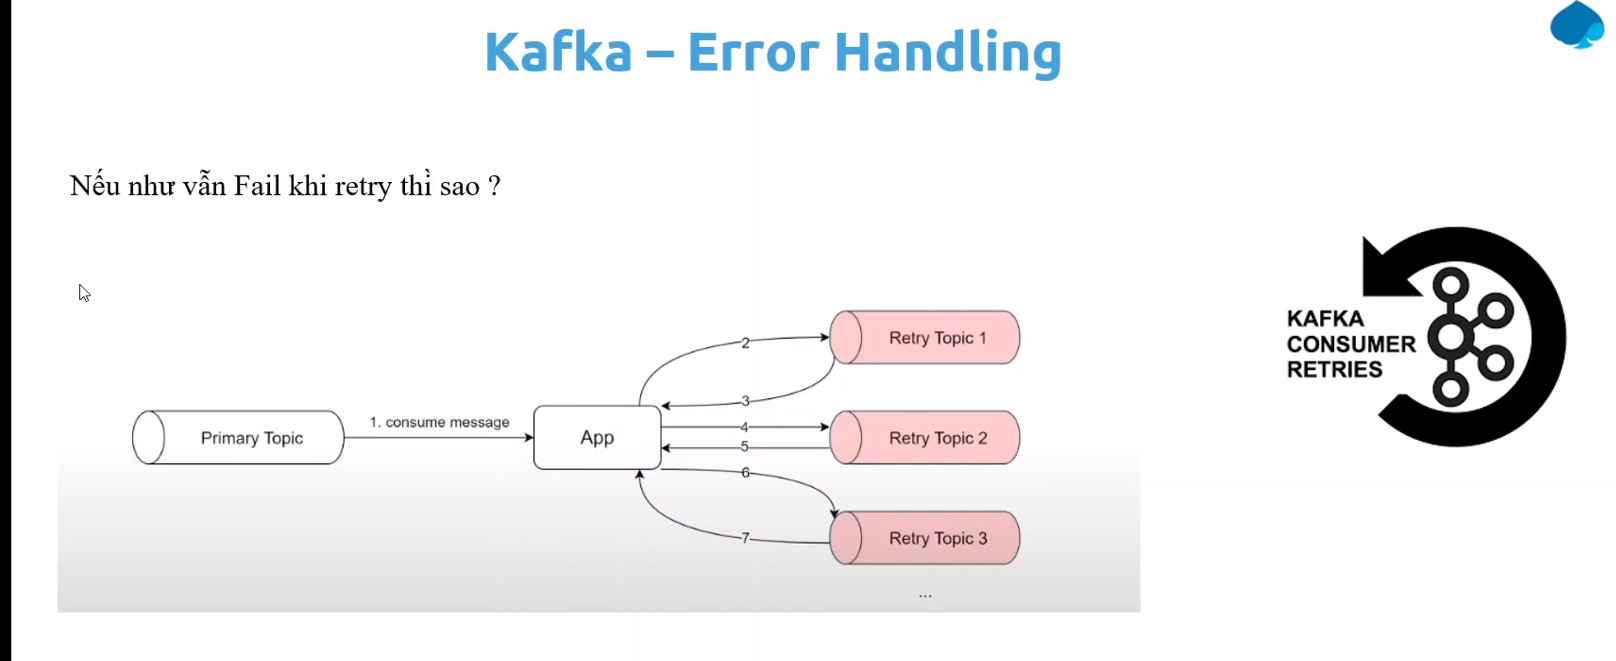 Kafka – Error Handling
Nếu như vẫn Fail khi retry thì sao ?
KAFKA
CONSUMER
RETRIES
Primary Topic
1. consume message
App
2
Retry Topic 1
3
4
Retry Topic 2
5
6
Retry Topic 3
7
...